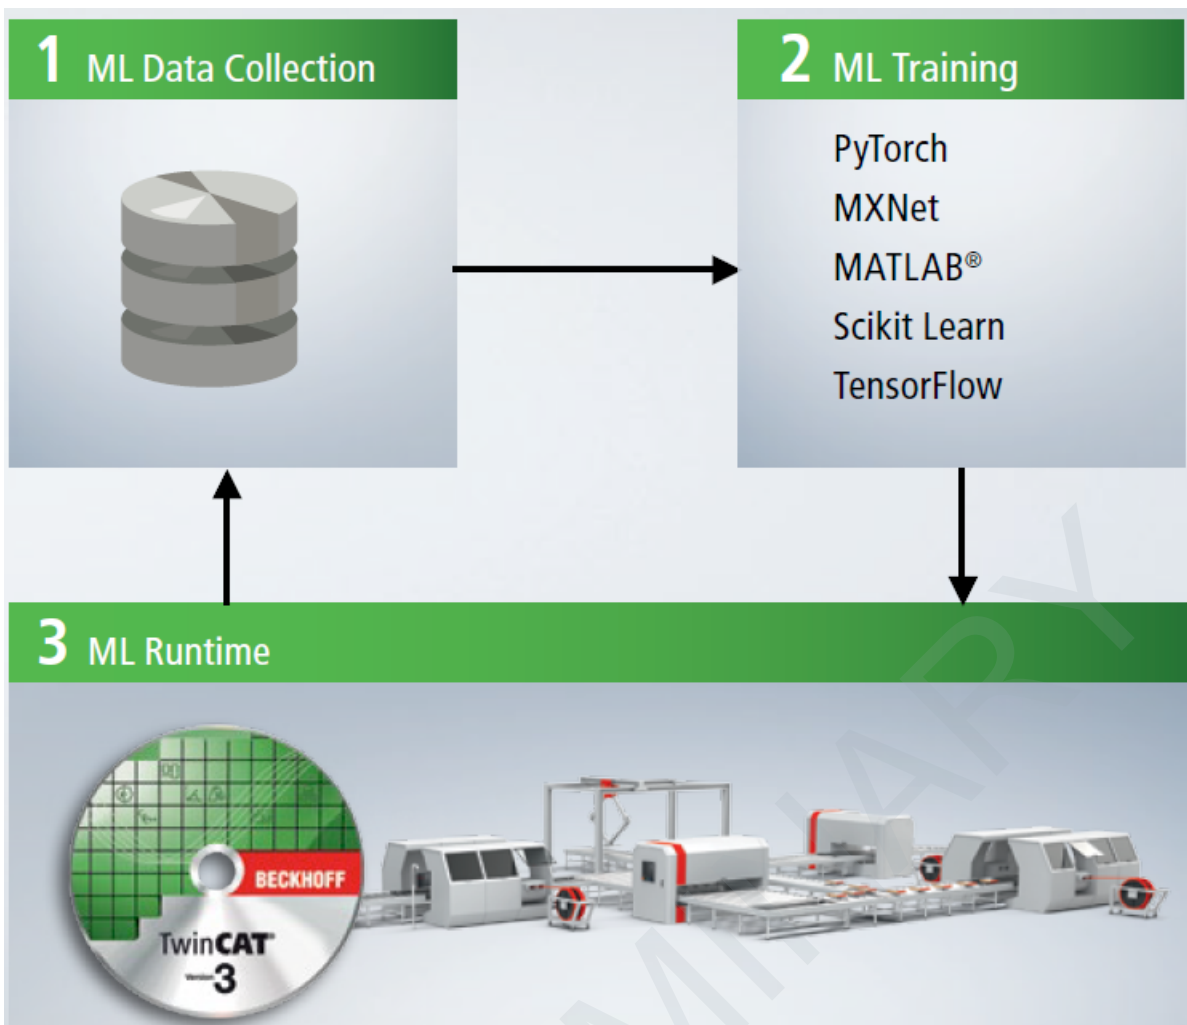 1 ML Data Collection
2 ML Training
PyTorch
MXNet
MATLAB®
Scikit Learn
TensorFlow
3 ML Runtime
BECKHOFF
TwinCAT®
Version 3